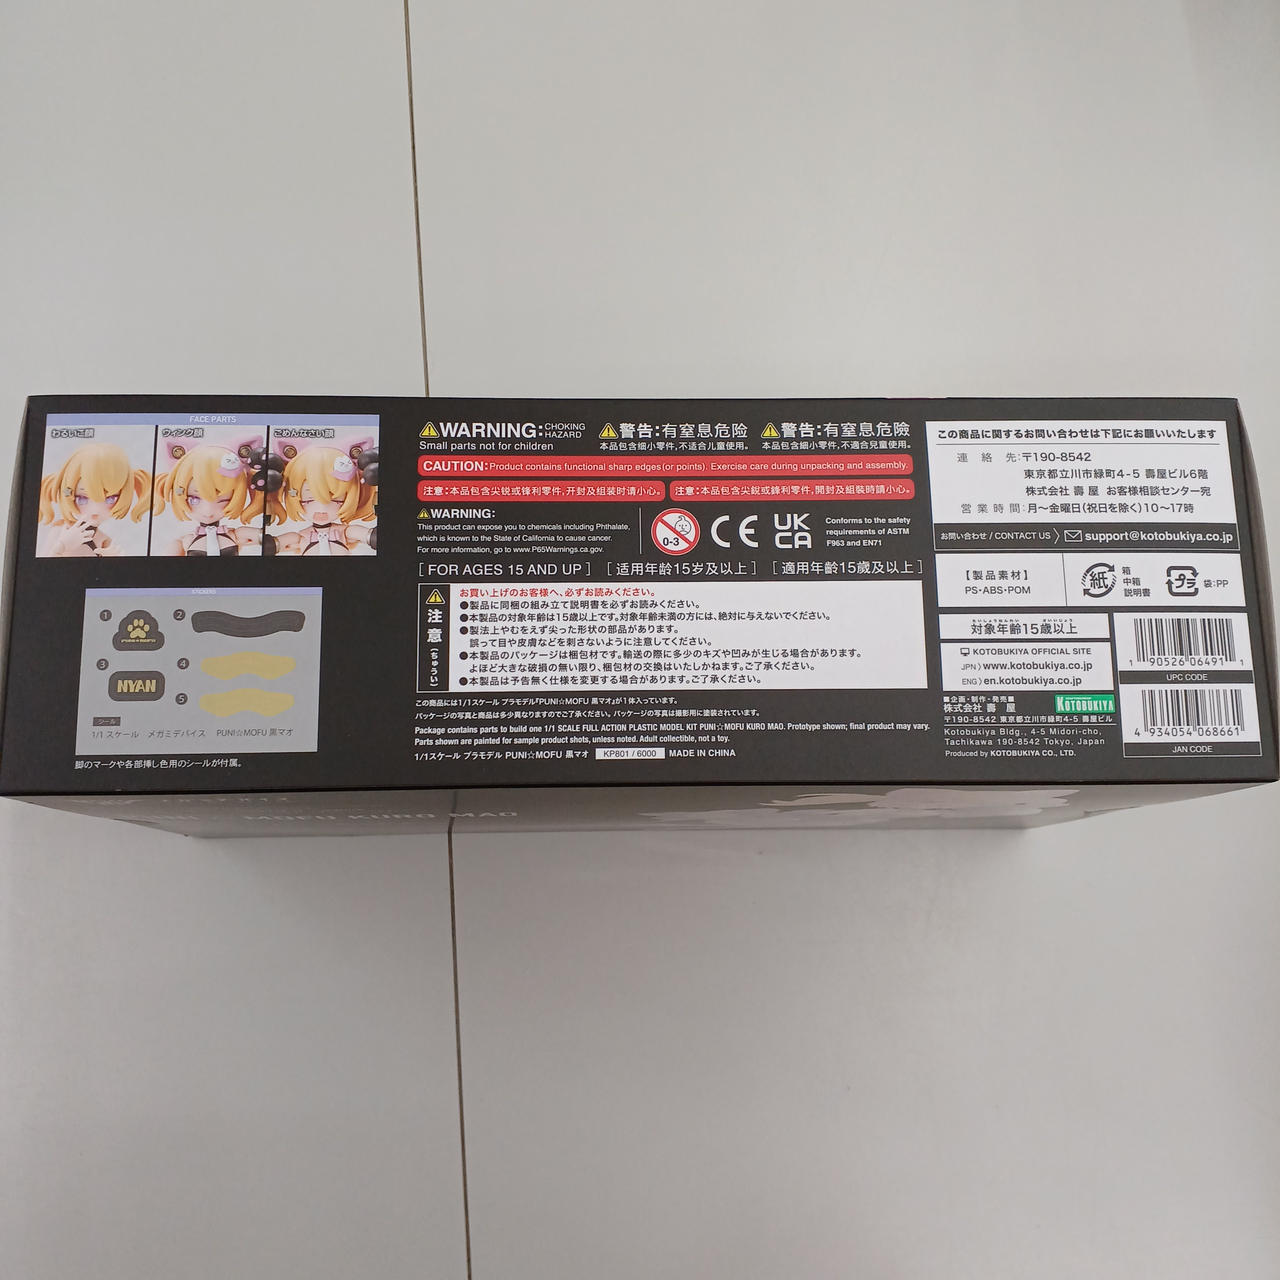 FACE PARTS
わるいこ顔
ウィンク顔
ごめんなさい顔
STICKERS
①
②
③
NYAN
④
⑤
シール
1/1スケール メガミデバイス PUNI☆MOFU 黒マオ
脚のマークや各部挿し色用のシールが付属。
WARNING: CHOKING HAZARD
Small parts not for children
警告:有窒息危险
本品包含细小零件,不适合儿童使用。
警告:有窒息危險
本品包含細小零件,不適合兒童使用。
CAUTION:Product contains functional sharp edges(or points). Exercise care during unpacking and assembly.
注意:本品包含尖锐或锋利零件,开封及组装时请小心。
注意:本品包含尖銳或鋒利零件,開封及組裝時請小心。
WARNING:
This product can expose you to chemicals including Phthalate,
which is known to the State of California to cause cancer.
For more information, go to www.P65Warnings.ca.gov.
0-3
CE
UK
CA
Conforms to the safety
requirements of ASTM
F963 and EN71
[ FOR AGES 15 AND UP ] [ 适用年龄15岁及以上 ] [ 適用年齡15歲及以上 ]
注意(ちゅうい)
お買い上げのお客様へ、必ずお読みください。
●製品に同梱の組み立て説明書を必ずお読みください。
●本製品の対象年齢は15歳以上です。対象年齢未満の方には、絶対に与えないでください。
●製法上やむをえず尖った形状の部品があります。
誤って目や皮膚などを刺さないように注意してください。
●本製品のパッケージは梱包材です。輸送の際に多少のキズや凹みが生じる場合があります。
よほど大きな破損の無い限り、梱包材の交換はいたしかねます。ご了承ください。
●本製品は予告無く仕様を変更する場合があります。ご了承ください。
この商品には1/1スケール プラモデル「PUNI☆MOFU 黒マオ」が1体入っています。
パッケージの写真と商品は多少異なりますのでご了承ください。パッケージの写真は撮影用に塗装されています。
Package contains parts to build one 1/1 SCALE FULL ACTION PLASTIC MODEL KIT PUNI☆MOFU KURO MAO. Prototype shown; final product may vary.
Parts shown are painted for sample product shots, unless noted. Adult collectible, not a toy.
1/1スケール プラモデル PUNI☆MOFU 黒マオ KP801 / 6000 MADE IN CHINA
この商品に関するお問い合わせは下記にお願いいたします
連絡先:〒190-8542
東京都立川市緑町4-5 壽屋ビル6階
株式会社 壽屋 お客様相談センター宛
営業時間:月〜金曜日(祝日を除く)10〜17時
お問い合わせ / CONTACT US support@kotobukiya.co.jp
【製品素材】
PS・ABS・POM
紙
箱
中箱
説明書
プラ
袋:PP
たいしょうねんれい さいいじょう
対象年齢15歳以上
KOTOBUKIYA OFFICIAL SITE
JPN 〉www.kotobukiya.co.jp
ENG 〉en.kotobukiya.co.jp
■企画・制作・発売■
株式会社 壽 屋
KOTOBUKIYA
〒190-8542 東京都立川市緑町4-5 壽屋ビル
Kotobukiya Bldg., 4-5 Midori-cho,
Tachikawa 190-8542 Tokyo, Japan
Produced by KOTOBUKIYA CO., LTD.
1 90526 06491 1
UPC CODE
4 934054 068661
JAN CODE
MOFU KURO MAO